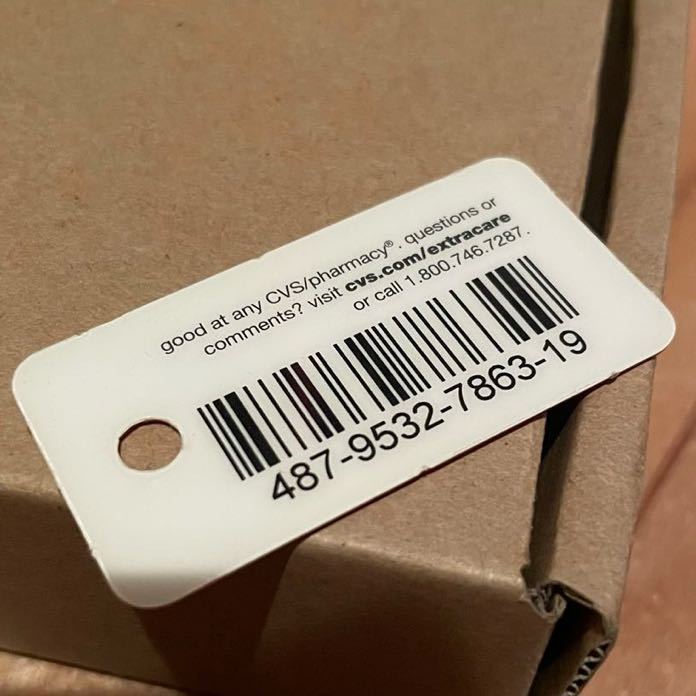 good at any CVS/pharmacy®. questions or
comments? visit cvs.com/extracare
or call 1.800.746.7287.
487-9532-7863-19